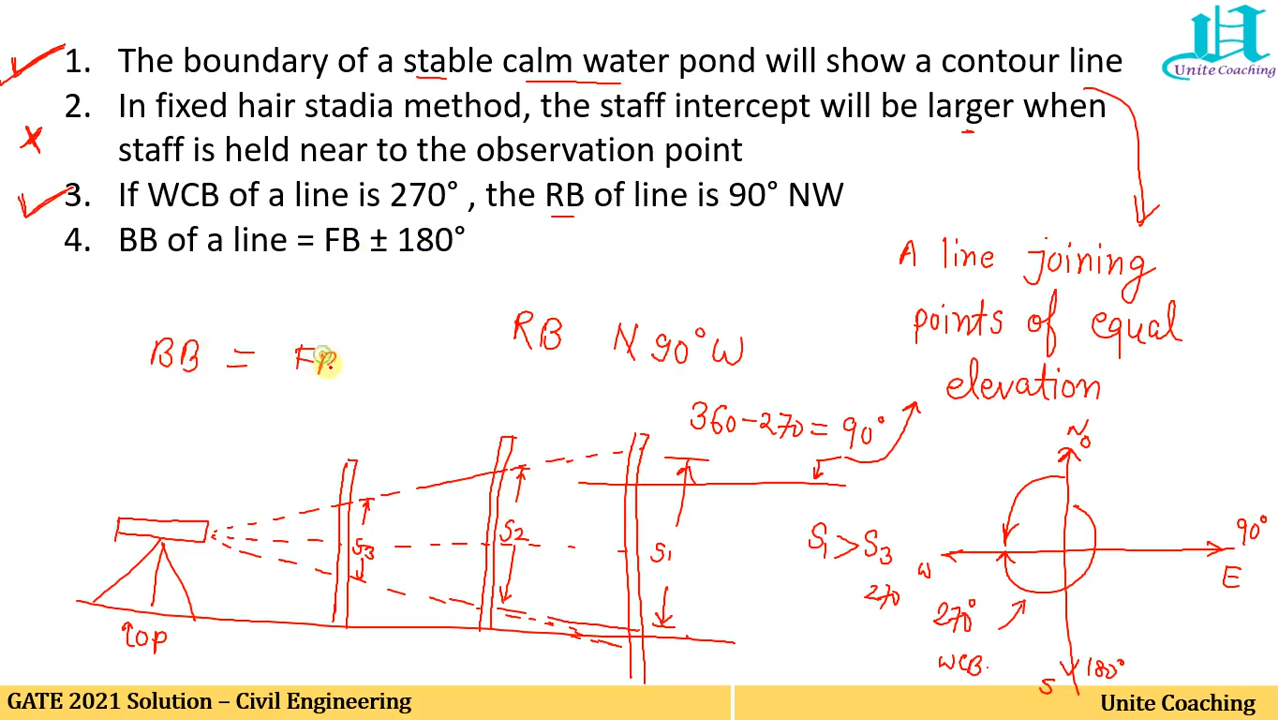 1. The boundary of a stable calm water pond will show a contour line
2. In fixed hair stadia method, the staff intercept will be larger when
staff is held near to the observation point
3. If WCB of a line is 270° , the RB of line is 90° NW
4. BB of a line = FB ± 180°
Unite Coaching
A line joining
points of equal
elevation
RB N 90° W
BB = FB
360-270 = 90°
S3
S2
S1
S1 > S3
top
N
0
90°
E
W
270
270°
WCB.
S
180°
GATE 2021 Solution – Civil Engineering
Unite Coaching